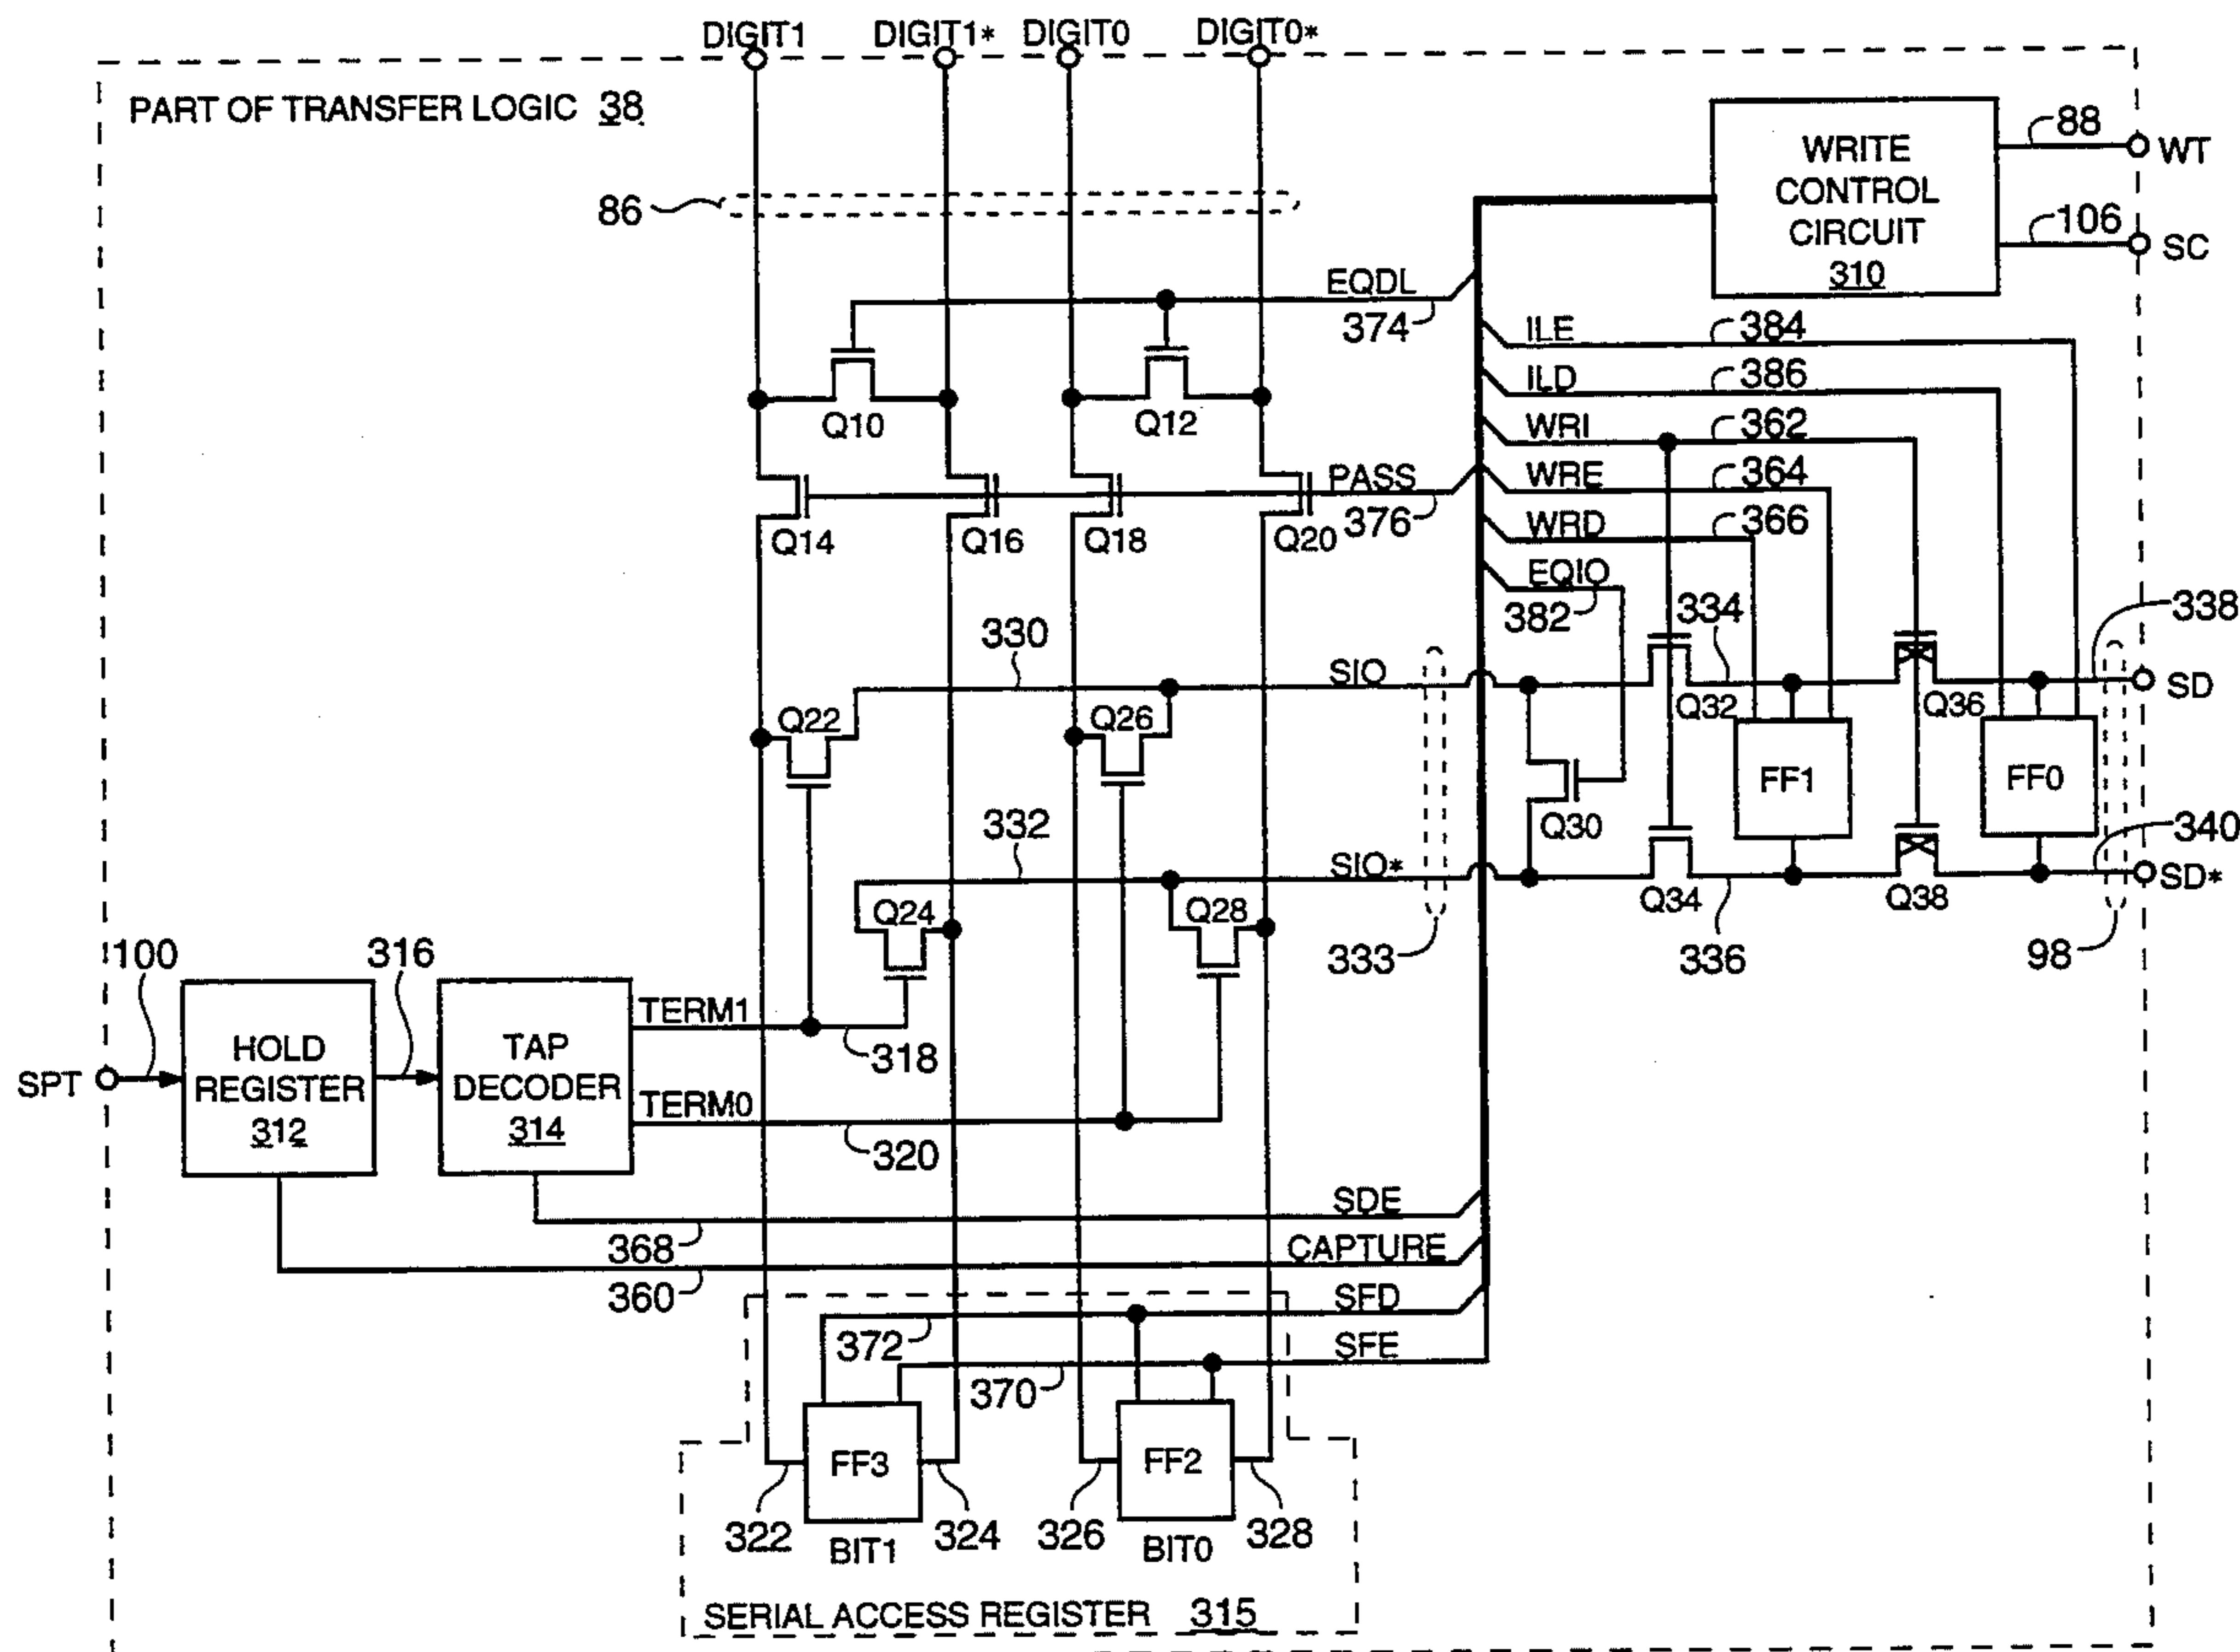 DIGIT1 DIGIT1* DIGIT0 DIGIT0*
PART OF TRANSFER LOGIC 38
WRITE
CONTROL
CIRCUIT
310
88
WT
106
SC
86
EQDL
374
ILE
384
ILD
386
Q10
Q12
WRI
362
PASS
376
WRE
364
Q14
Q16
Q18
Q20
WRD
366
EQIO
382
334
338
330
SIO
SD
Q22
Q26
Q32
Q36
FF1
FF0
Q30
332
340
SIO*
SD*
Q24
Q28
Q34
Q38
333
336
98
100
316
HOLD
REGISTER
312
TAP
DECODER
314
TERM1
318
SPT
TERM0
320
SDE
368
CAPTURE
360
SFD
372
SFE
370
FF3
FF2
322
324
326
328
BIT1
BIT0
SERIAL ACCESS REGISTER 315